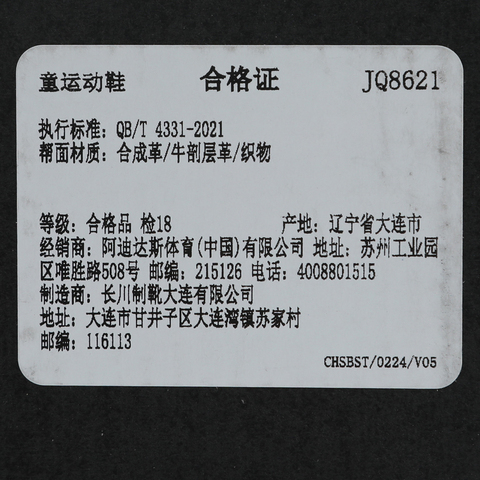 童运动鞋 合格证 JQ8621
执行标准: QB/T 4331-2021
帮面材质: 合成革/牛剖层革/织物
等级: 合格品 检18 产地: 辽宁省大连市
经销商: 阿迪达斯体育(中国)有限公司 地址: 苏州工业园
区唯胜路508号 邮编: 215126 电话: 4008801515
制造商: 长川制靴大连有限公司
地址: 大连市甘井子区大连湾镇苏家村
邮编: 116113
CHSBST/0224/V05